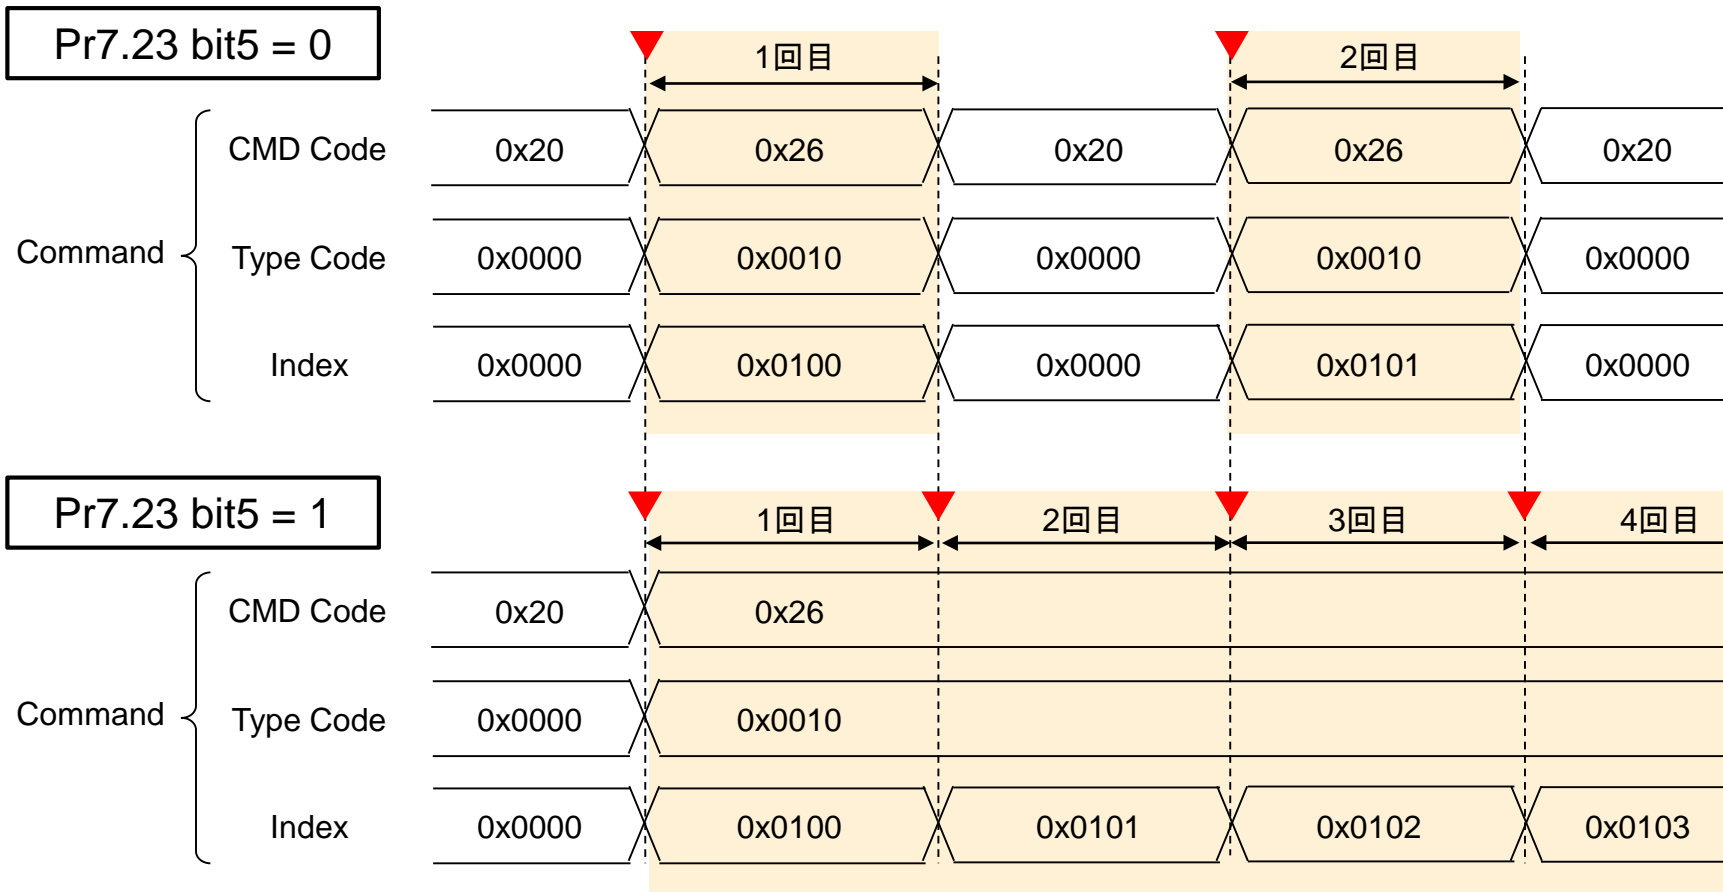 Pr7.23 bit5 = 0
1回目 2回目
CMD Code 0x20 0x26 0x20 0x26 0x20
Command
Type Code 0x0000 0x0010 0x0000 0x0010 0x0000
Index 0x0000 0x0100 0x0000 0x0101 0x0000
Pr7.23 bit5 = 1
1回目 2回目 3回目 4回目
CMD Code 0x20 0x26
Command
Type Code 0x0000 0x0010
Index 0x0000 0x0100 0x0101 0x0102 0x0103